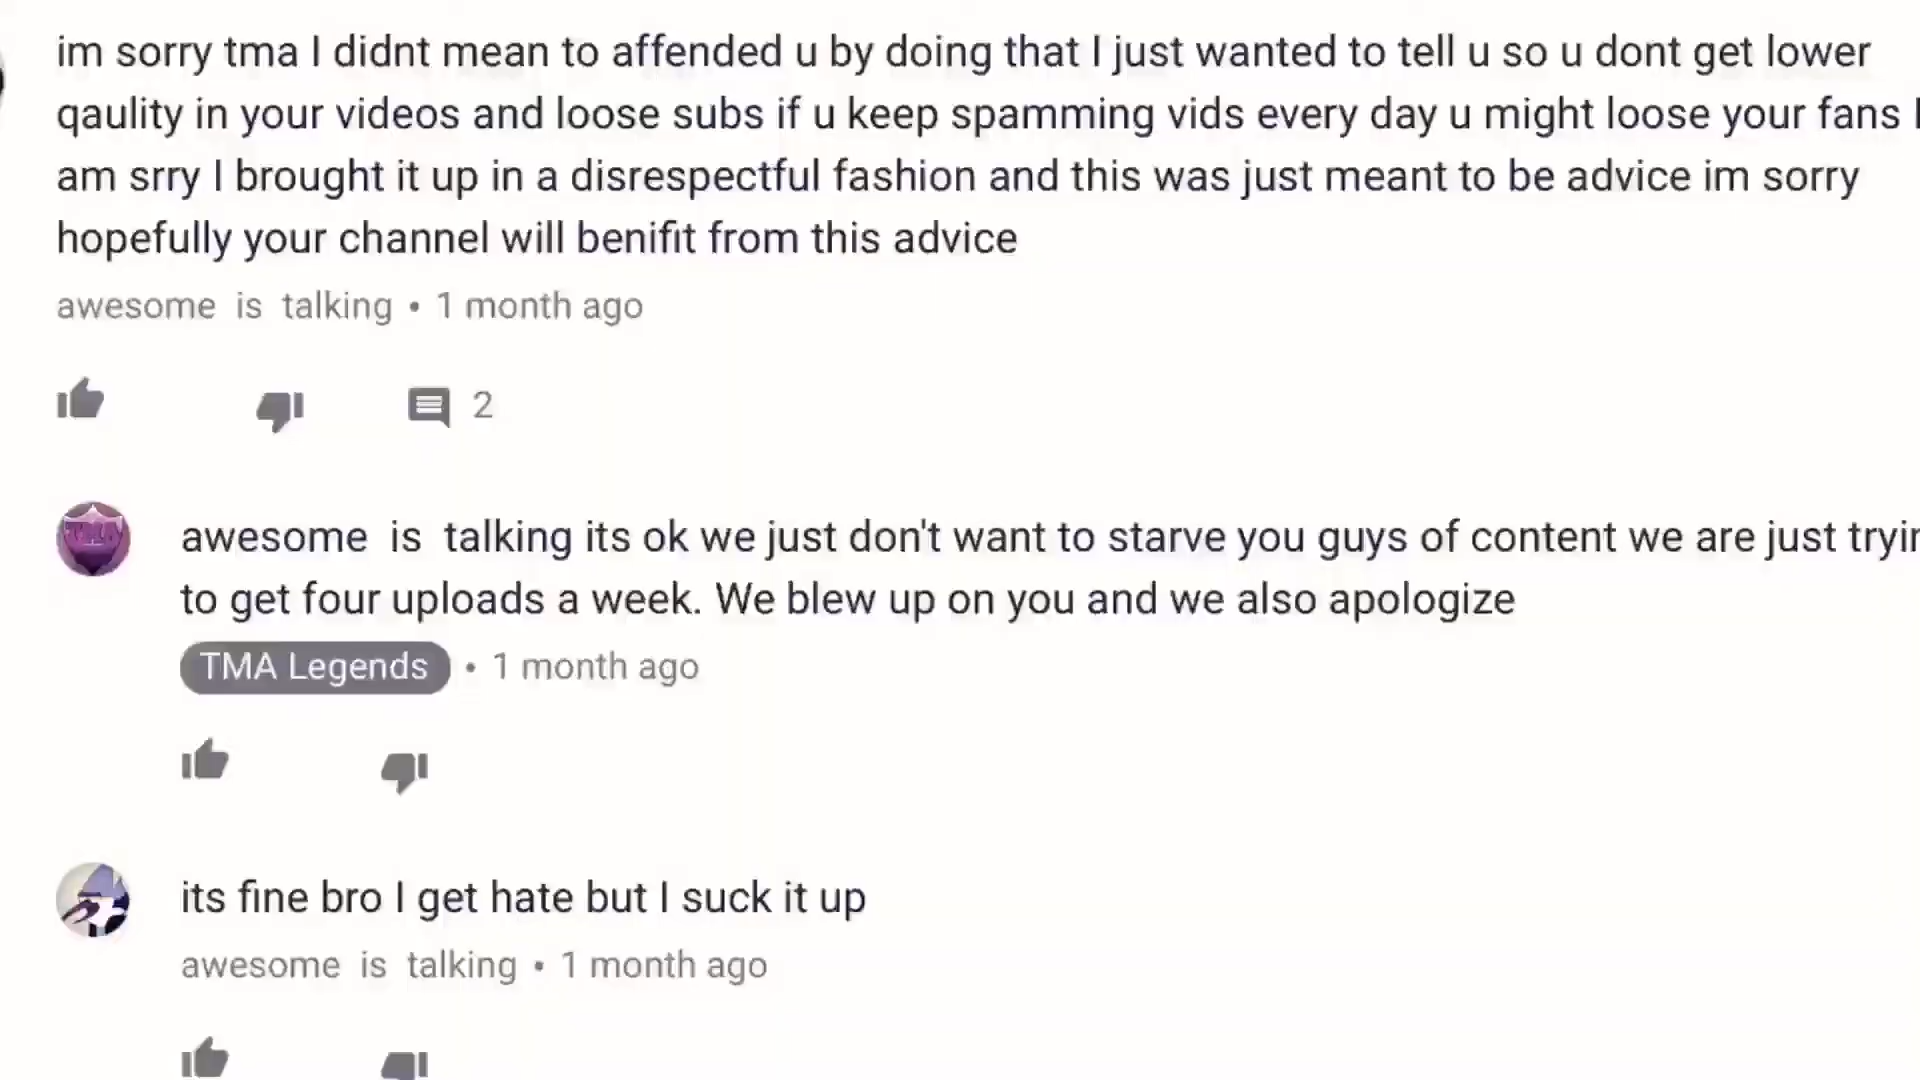 im sorry tma I didnt mean to affended u by doing that I just wanted to tell u so u dont get lower
qaulity in your videos and loose subs if u keep spamming vids every day u might loose your fans I
am srry I brought it up in a disrespectful fashion and this was just meant to be advice im sorry
hopefully your channel will benifit from this advice
awesome is talking • 1 month ago
2
awesome is talking its ok we just don't want to starve you guys of content we are just tryin
to get four uploads a week. We blew up on you and we also apologize
TMA Legends • 1 month ago
its fine bro I get hate but I suck it up
awesome is talking • 1 month ago